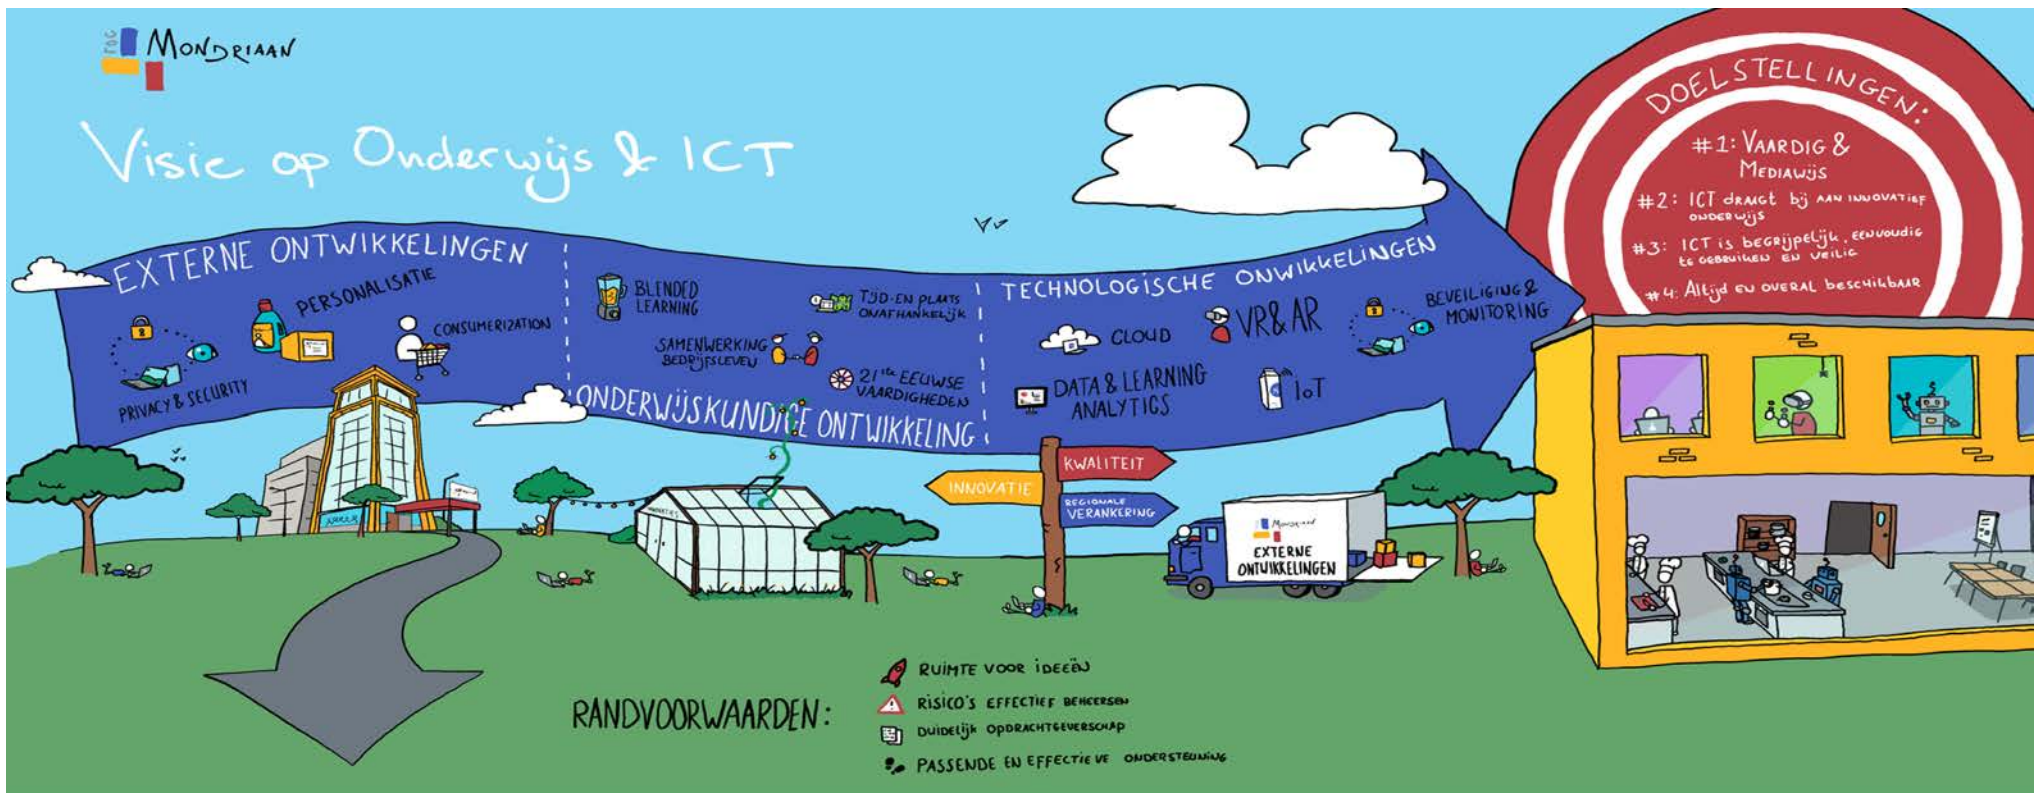 ROC MONDRIAAN
Visie op Onderwijs & ICT
EXTERNE ONTWIKKELINGEN
PERSONALISATIE
CONSUMERIZATION
PRIVACY & SECURITY
BLENDED
LEARNING
TIJD-EN PLAATS
ONAFHANKELIJK
SAMENWERKING
BEDRIJFSLEVEN
21STE EEUWSE
VAARDIGHEDEN
ONDERWIJSKUNDIGE ONTWIKKELING
TECHNOLOGISCHE ONWIKKELINGEN
CLOUD
VR & AR
BEVEILIGING &
MONITORING
DATA & LEARNING
ANALYTICS
IoT
DOELSTELLINGEN:
#1: VAARDIG &
MEDIAWIJS
#2: ICT DRAAGT bij AAN INNOVATIEF
ONDERWIJS
#3: ICT is BEGRIJPELIJK, EENVOUDIG
te GEBRUIKEN EN VEILIG
#4: Altijd EN OVERAL BESCHIKBAAR
KWALITEIT
INNOVATIE
REGIONALE
VERANKERING
MONDRIAAN
EXTERNE
ONTWIKKELINGEN
RANDVOORWAARDEN:
RUIMTE VOOR IDEEËN
RISICO'S EFFECTIEF BEHEERSEN
DUIDELIJK OPDRACHTGEVERSCHAP
PASSENDE EN EFFECTIEVE ONDERSTEUNING